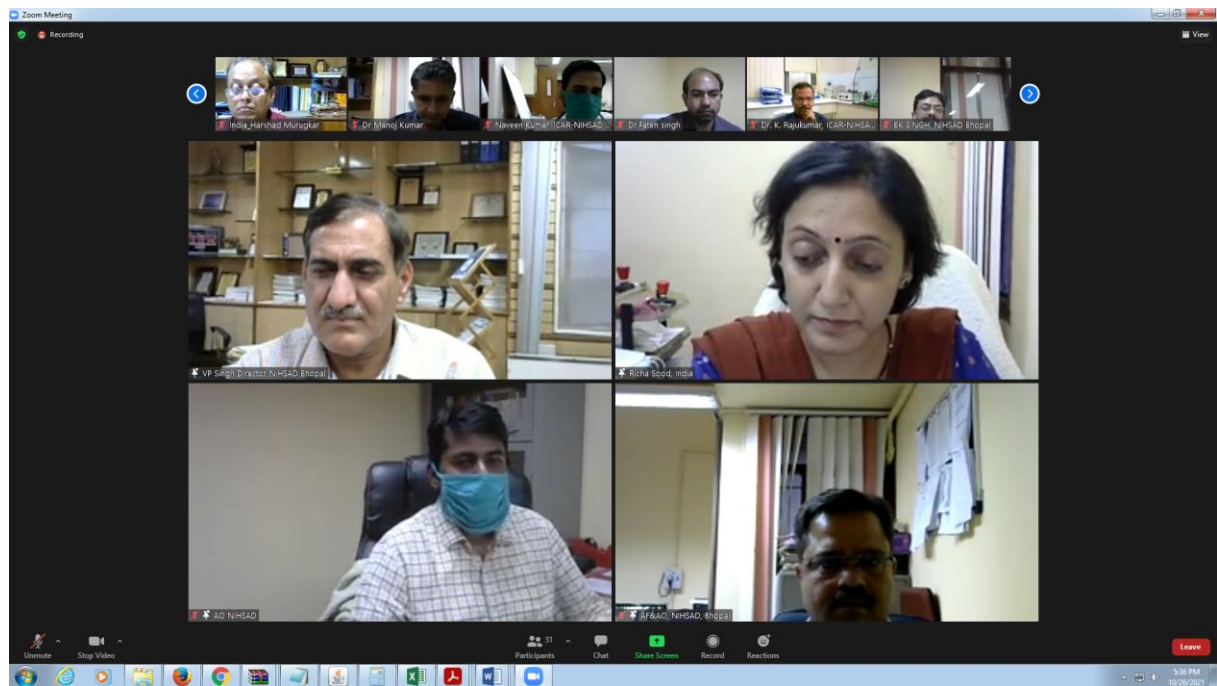 Zoom Meeting
Recording
View
India_Harshad Murugkar
Dr Manoj Kumar
Naveen Kumar, ICAR-NIHSAD ...
Dr Fateh singh
Dr. K. Rajukumar, ICAR-NIHSA...
BK SINGH, NIHSAD Bhopal
VP Singh Director NIHSAD Bhopal
Richa Sood, India
AO NIHSAD
AF&AO, NIHSAD, Bhopal
Unmute
Stop Video
31
Participants
Chat
Share Screen
Record
Reactions
Leave
5:36 PM
10/26/2021